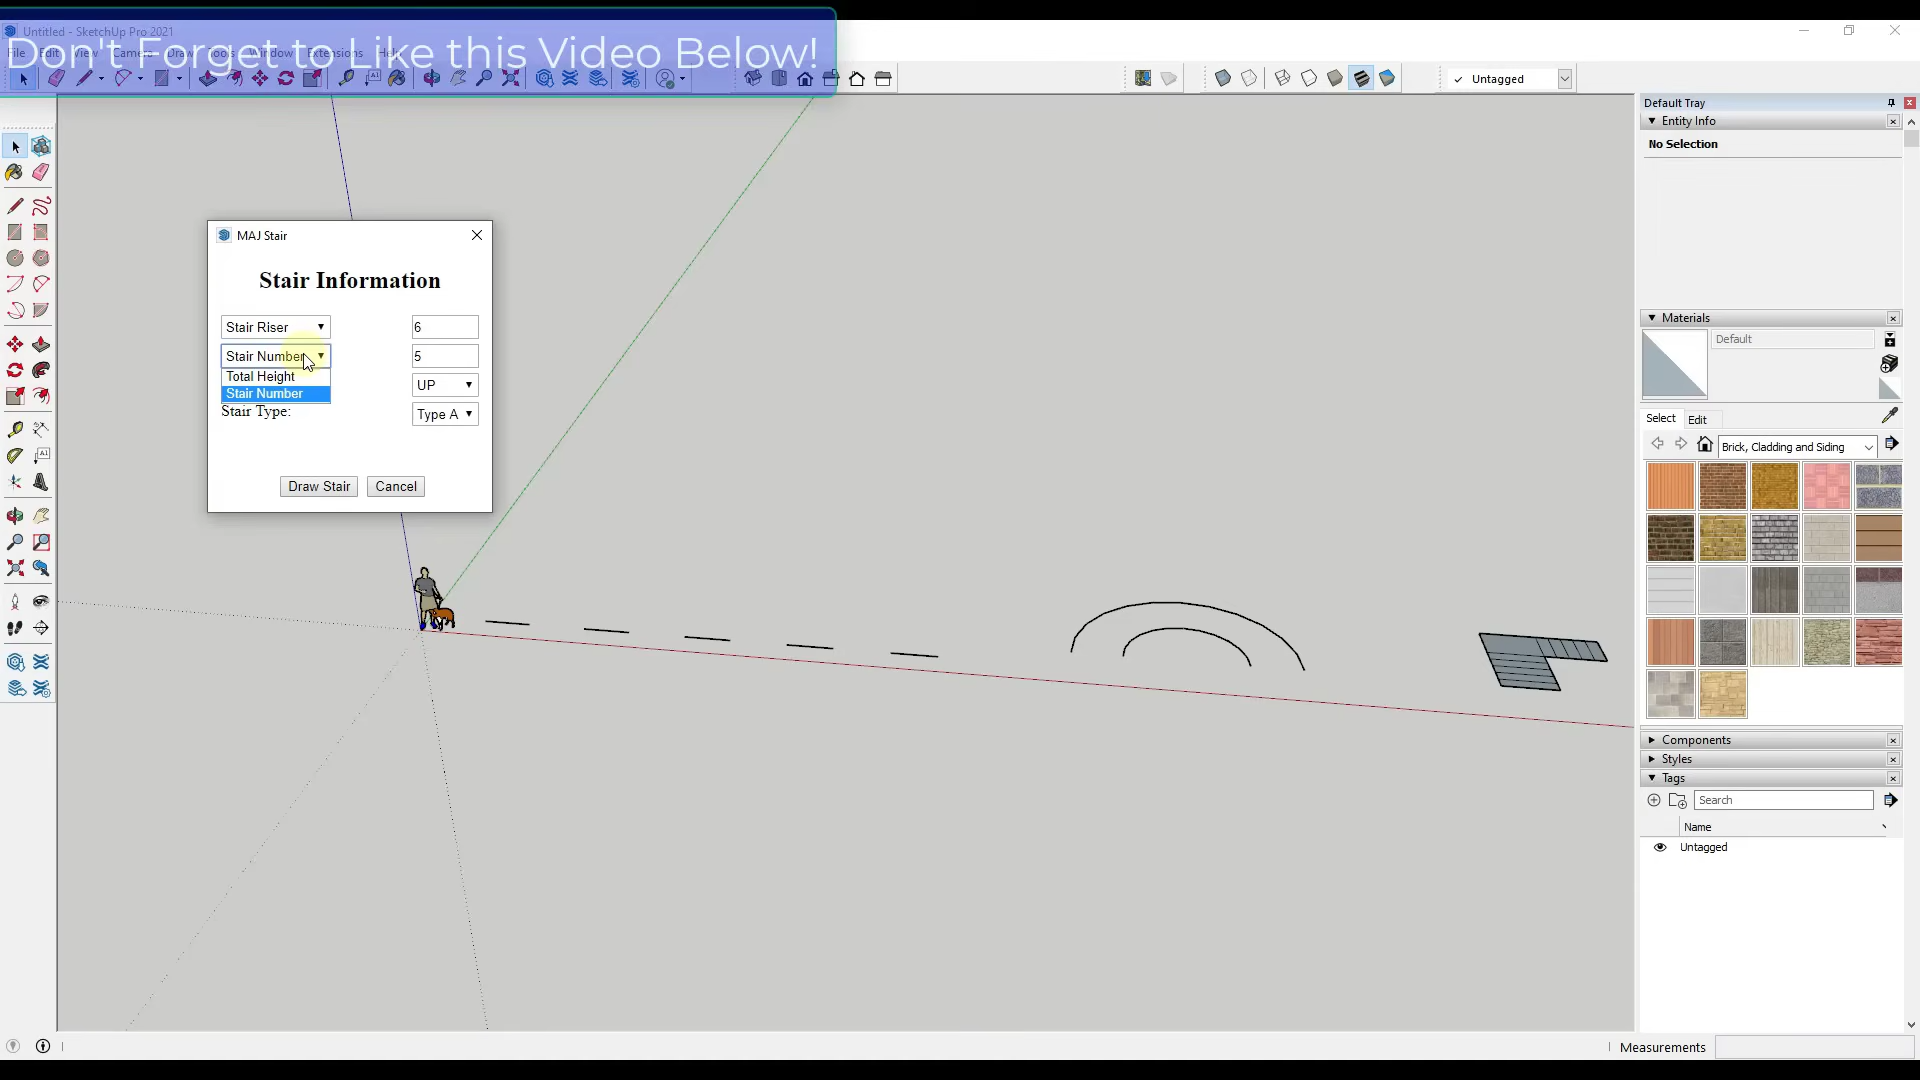 Untitled - SketchUp Pro 2021
Don't Forget to Like this Video Below!
Untagged
Default Tray
Entity Info
No Selection
MAJ Stair
Stair Information
Stair Riser 6
Stair Number 5
Total Height
Stair Number
UP
Stair Type: Type A
Draw Stair Cancel
Materials
Default
Select Edit
Brick, Cladding and Siding
Components
Styles
Tags
Search
Name
Untagged
Measurements